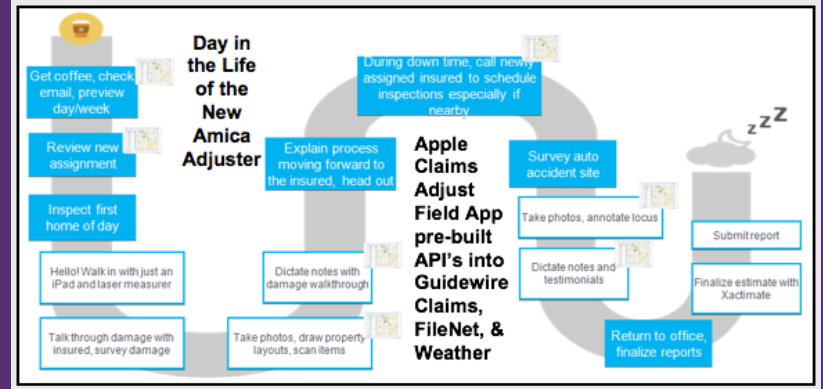 Day in
the Life
of the
New
Amica
Adjuster
Get coffee, check
email, preview
day/week
Review new
assignment
Inspect first
home of day
Hello! Walk in with just an
iPad and laser measurer
Talk through damage with
insured, survey damage
Take photos, draw property
layouts, scan items
Dictate notes with
damage walkthrough
Explain process
moving forward to
the insured, head out
During down time, call newly
assigned insured to schedule
inspections especially if
nearby
Apple
Claims
Adjust
Field App
pre-built
API's into
Guidewire
Claims,
FileNet, &
Weather
Survey auto
accident site
Take photos, annotate locus
Dictate notes and
testimonials
Return to office,
finalize reports
Finalize estimate with
Xactimate
Submit report
zzZ